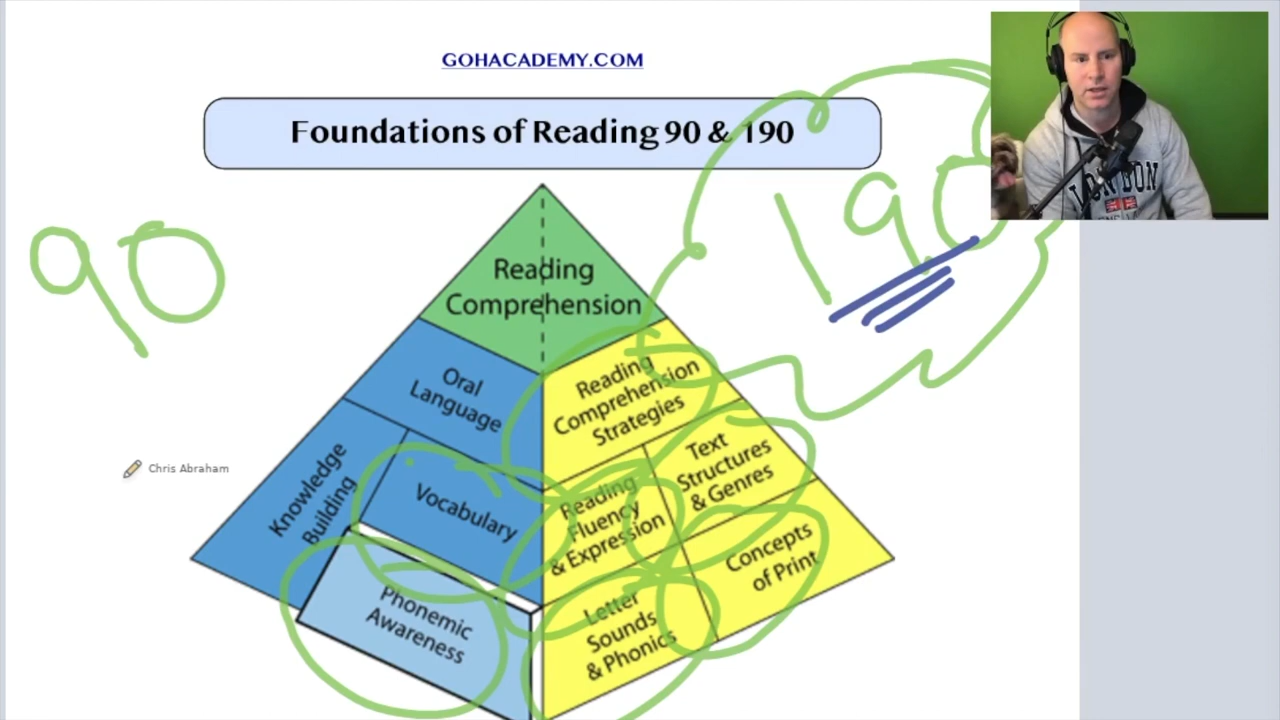 GOHACADEMY.COM
Foundations of Reading 90 & 190
90
190
Reading
Comprehension
Oral
Language
Reading
Comprehension
Strategies
Knowledge
Building
Vocabulary
Reading
Fluency
& Expression
Text
Structures
& Genres
Phonemic
Awareness
Letter
Sounds
& Phonics
Concepts
of Print
Chris Abraham
LONDON